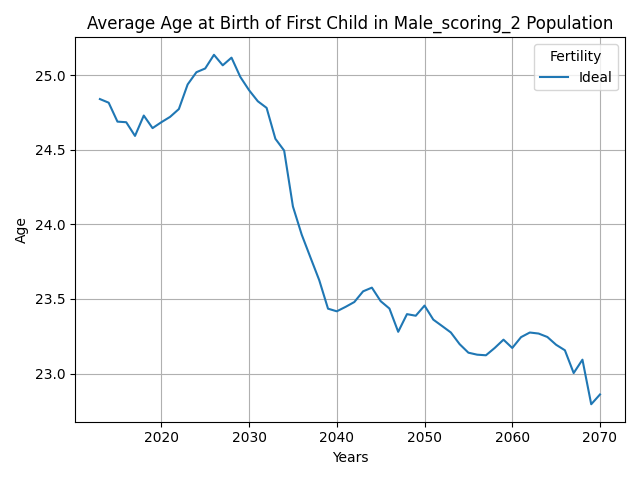 Average Age at Birth of First Child in Male_scoring_2 Population
Fertility
Ideal
25.0
24.5
24.0
23.5
23.0
Age
2020 2030 2040 2050 2060 2070
Years